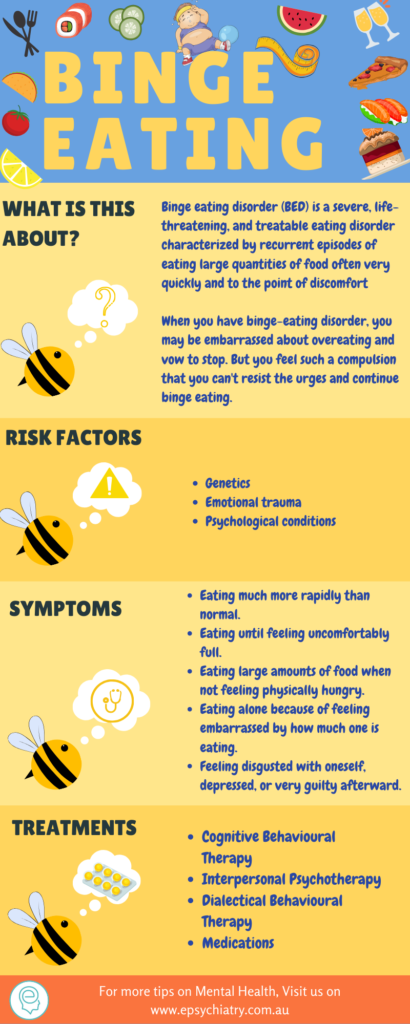 BINGE
EATING
WHAT IS THIS
ABOUT?
Binge eating disorder (BED) is a severe, life-
threatening, and treatable eating disorder
characterized by recurrent episodes of
eating large quantities of food often very
quickly and to the point of discomfort
When you have binge-eating disorder, you
may be embarrassed about overeating and
vow to stop. But you feel such a compulsion
that you can't resist the urges and continue
binge eating.
RISK FACTORS
• Genetics
• Emotional trauma
• Psychological conditions
SYMPTOMS
• Eating much more rapidly than
normal.
• Eating until feeling uncomfortably
full.
• Eating large amounts of food when
not feeling physically hungry.
• Eating alone because of feeling
embarrassed by how much one is
eating.
• Feeling disgusted with oneself,
depressed, or very guilty afterward.
TREATMENTS
• Cognitive Behavioural
Therapy
• Interpersonal Psychotherapy
• Dialectical Behavioural
Therapy
• Medications
For more tips on Mental Health, Visit us on
www.epsychiatry.com.au